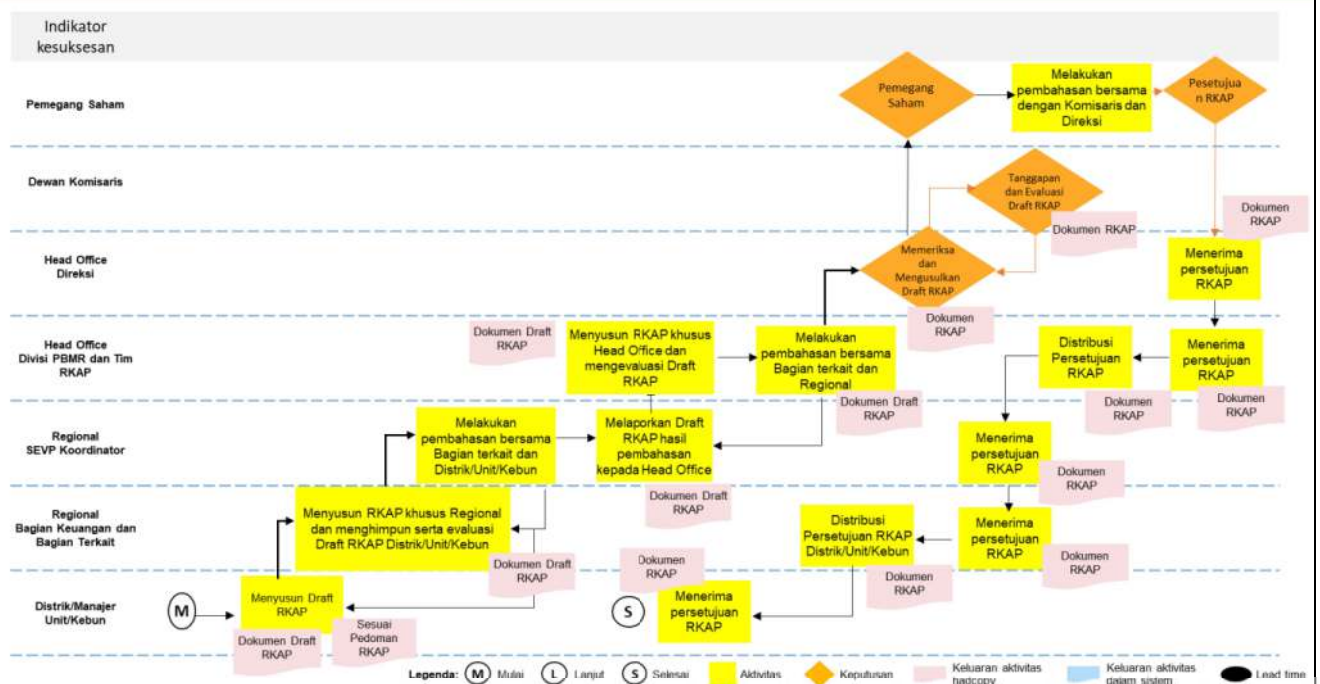 Indikator
kesuksesan
Pemegang Saham
Pemegang
Saham
Melakukan
pembahasan bersama
dengan Komisaris dan
Direksi
Pesetujua
n RKAP
Dewan Komisaris
Tanggapan
dan Evaluasi
Draft RKAP
Dokumen RKAP
Dokumen
RKAP
Head Office
Direksi
Memeriksa
dan
Mengusulkan
Draft RKAP
Menerima
persetujuan
RKAP
Dokumen
RKAP
Head Office
Divisi PBMR dan Tim
RKAP
Dokumen Draft
RKAP
Menyusun RKAP khusus
Head Office dan
mengevaluasi Draft
RKAP
Melakukan
pembahasan bersama
Bagian terkait dan
Regional
Distribusi
Persetujuan
RKAP
Menerima
persetujuan
RKAP
Dokumen Draft
RKAP
Dokumen
RKAP
Dokumen
RKAP
Regional
SEVP Koordinator
Melakukan
pembahasan bersama
Bagian terkait dan
Distrik/Unit/Kebun
Melaporkan Draft
RKAP hasil
pembahasan
kepada Head Office
Menerima
persetujuan
RKAP
Dokumen
RKAP
Dokumen Draft
RKAP
Regional
Bagian Keuangan dan
Bagian Terkait
Menyusun RKAP khusus Regional
dan menghimpun serta evaluasi
Draft RKAP Distrik/Unit/Kebun
Distribusi
Persetujuan RKAP
Distrik/Unit/Kebun
Menerima
persetujuan
RKAP
Dokumen Draft
RKAP
Dokumen
RKAP
Dokumen
RKAP
Dokumen
RKAP
Distrik/Manajer
Unit/Kebun
M
Menyusun Draft
RKAP
S
Menerima
persetujuan
RKAP
Dokumen Draft
RKAP
Sesuai
Pedoman
RKAP
Legenda: M Mulai L Lanjut S Selesai Aktivitas Keputusan Keluaran aktivitas
hadcopy
Keluaran aktivitas
dalam sistem
Lead time